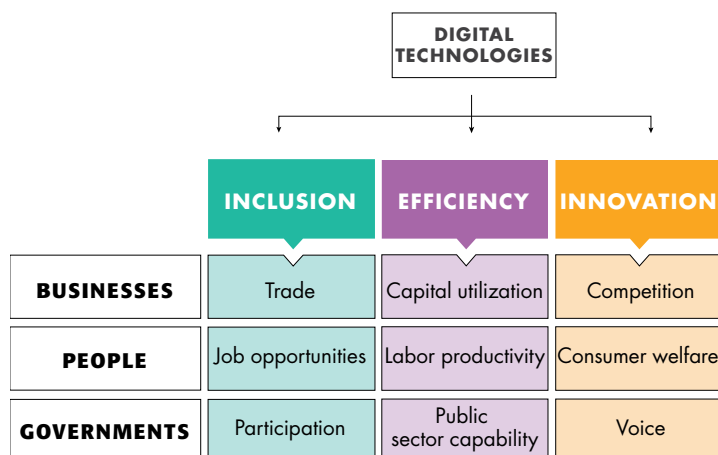 DIGITAL
TECHNOLOGIES
INCLUSION
EFFICIENCY
INNOVATION
BUSINESSES
Trade
Capital utilization
Competition
PEOPLE
Job opportunities
Labor productivity
Consumer welfare
GOVERNMENTS
Participation
Public
sector capability
Voice